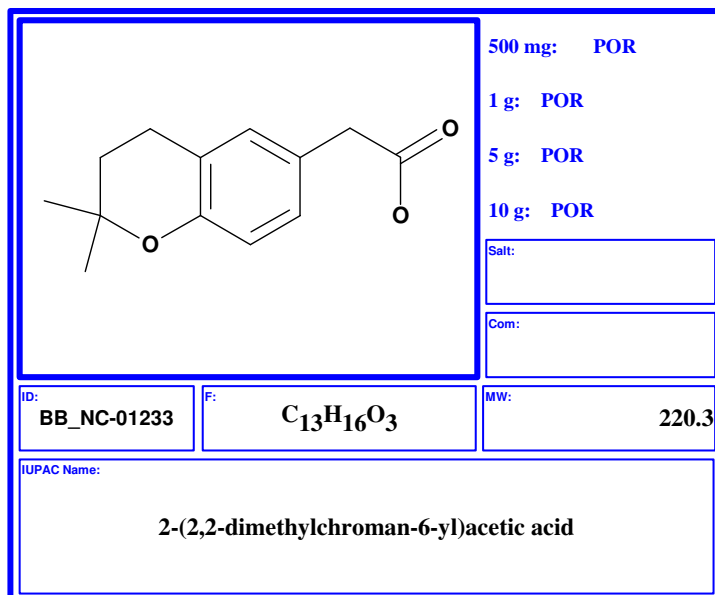 500 mg: POR
1 g: POR
5 g: POR
10 g: POR
O
O
O
Salt:
Com:
ID:
BB_NC-01233
F:
C13H16O3
MW:
220.3
IUPAC Name:
2-(2,2-dimethylchroman-6-yl)acetic acid